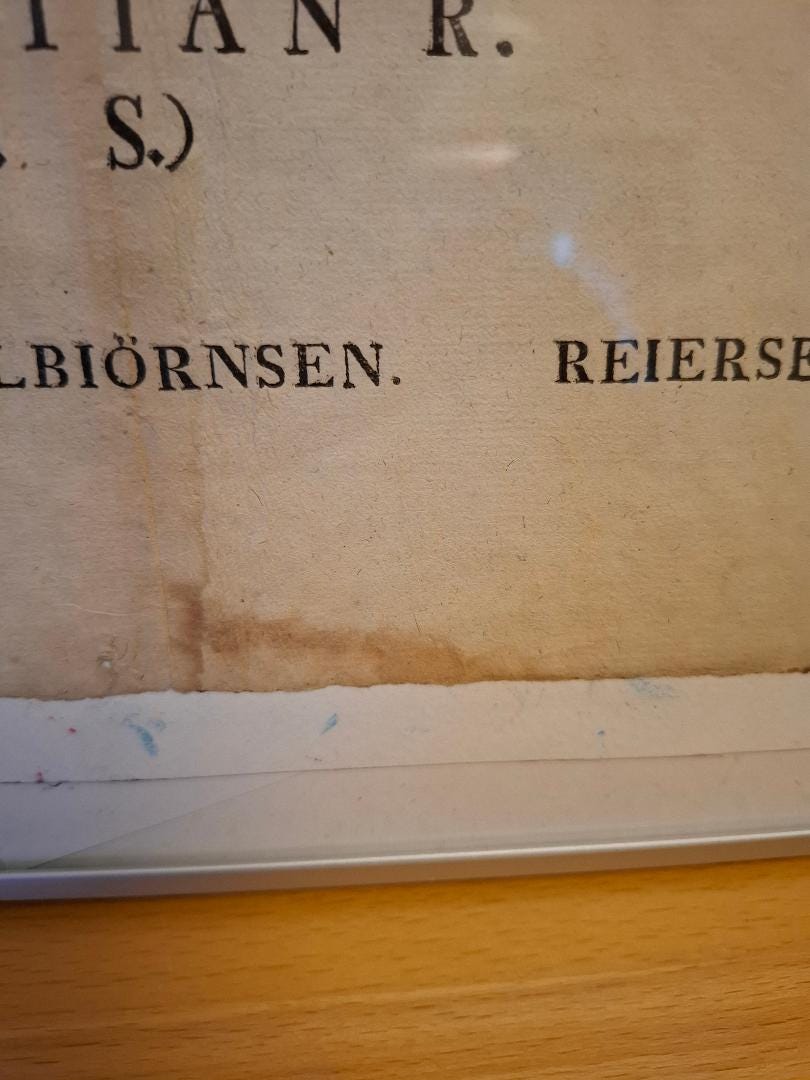 TIAN R.
. S.)
LBIÖRNSEN. REIERSE